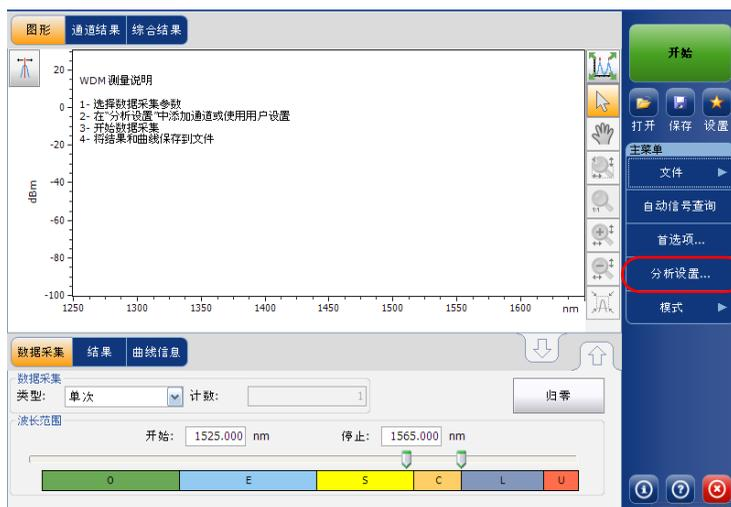 图形 通道结果 综合结果
WDM 测量说明
1- 选择数据采集参数
2- 在"分析设置"中添加通道或使用用户设置
3- 开始数据采集
4- 将结果和曲线保存到文件
dBm
20
0
-20
-40
-60
-80
-100
1250 1300 1350 1400 1450 1500 1550 1600 nm
1:1
开始
打开 保存 设置
主菜单
文件
自动信号查询
首选项...
分析设置...
模式
数据采集 结果 曲线信息
数据采集
类型: 单次 计数: 1 归零
波长范围
开始: 1525.000 nm 停止: 1565.000 nm
O E S C L U